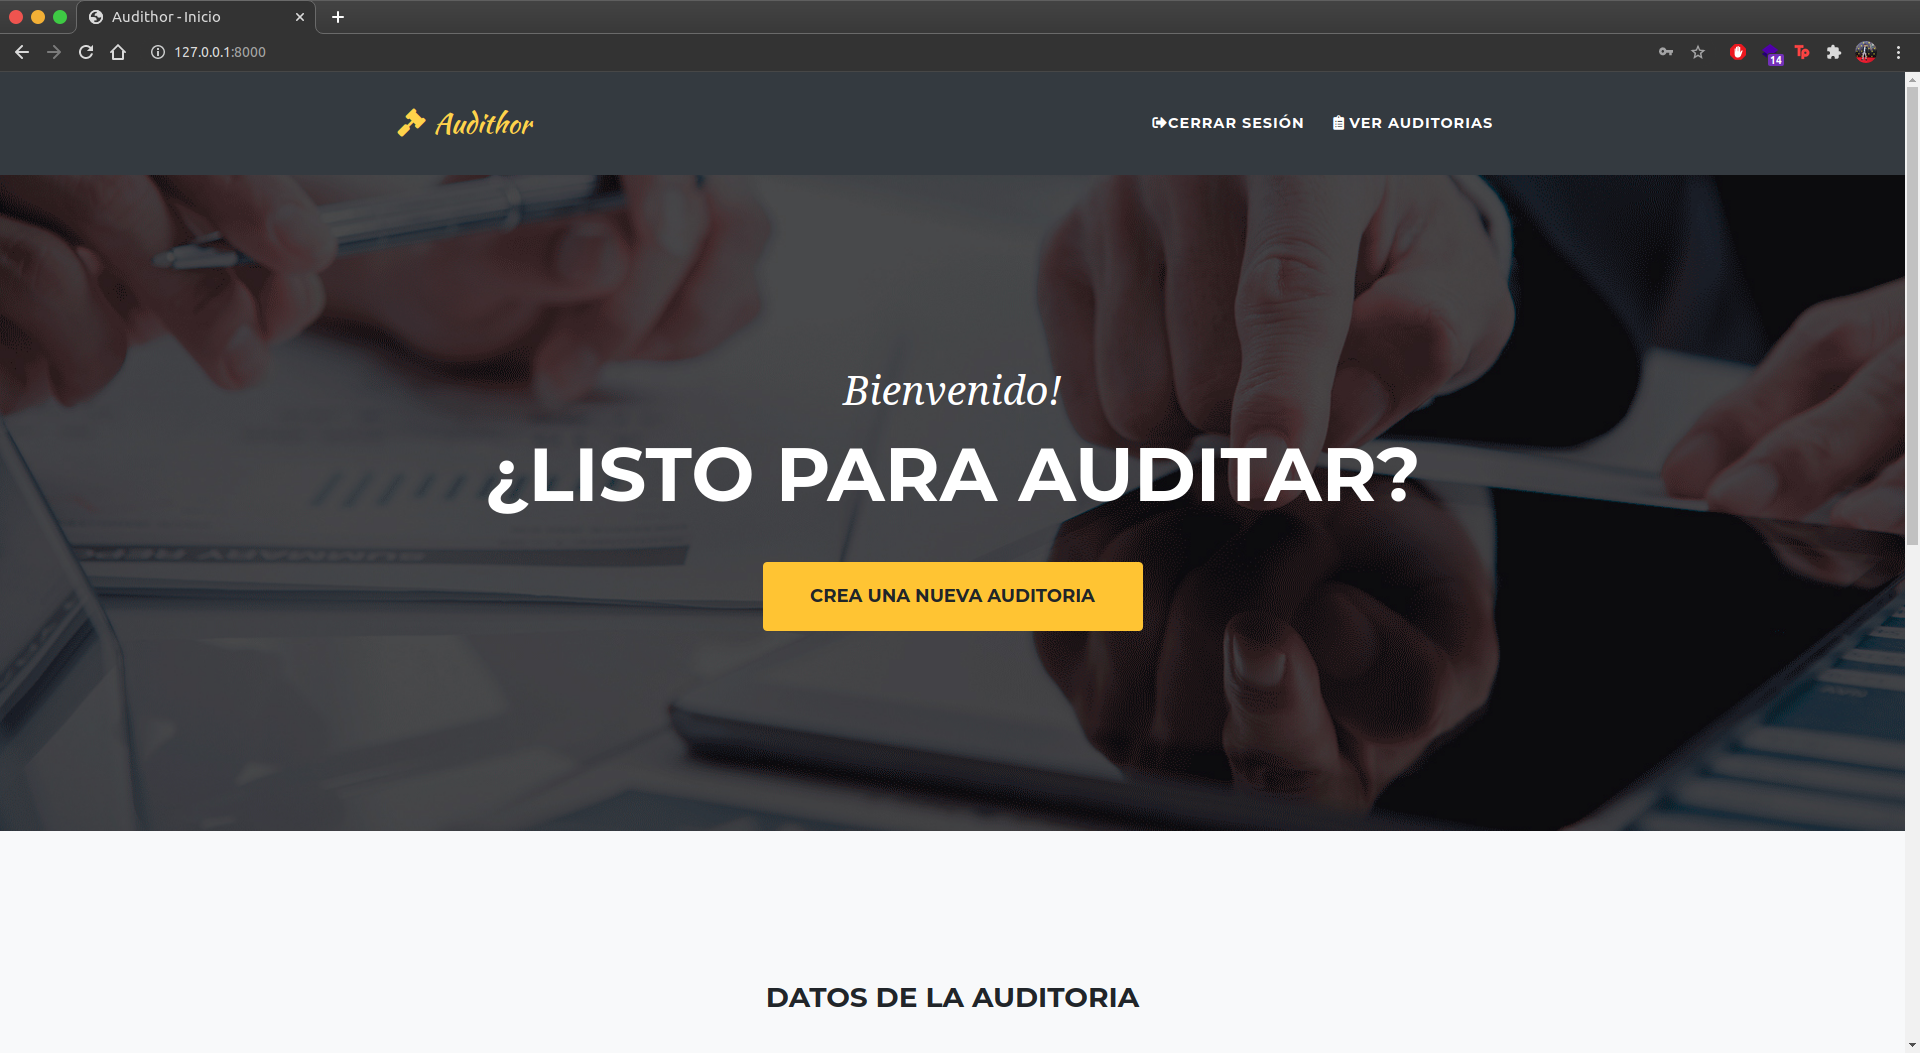 Audithor - Inicio
127.0.0.1:8000
14
Tp
Audithor
CERRAR SESIÓN
VER AUDITORIAS
Bienvenido!
¿LISTO PARA AUDITAR?
CREA UNA NUEVA AUDITORIA
DATOS DE LA AUDITORIA